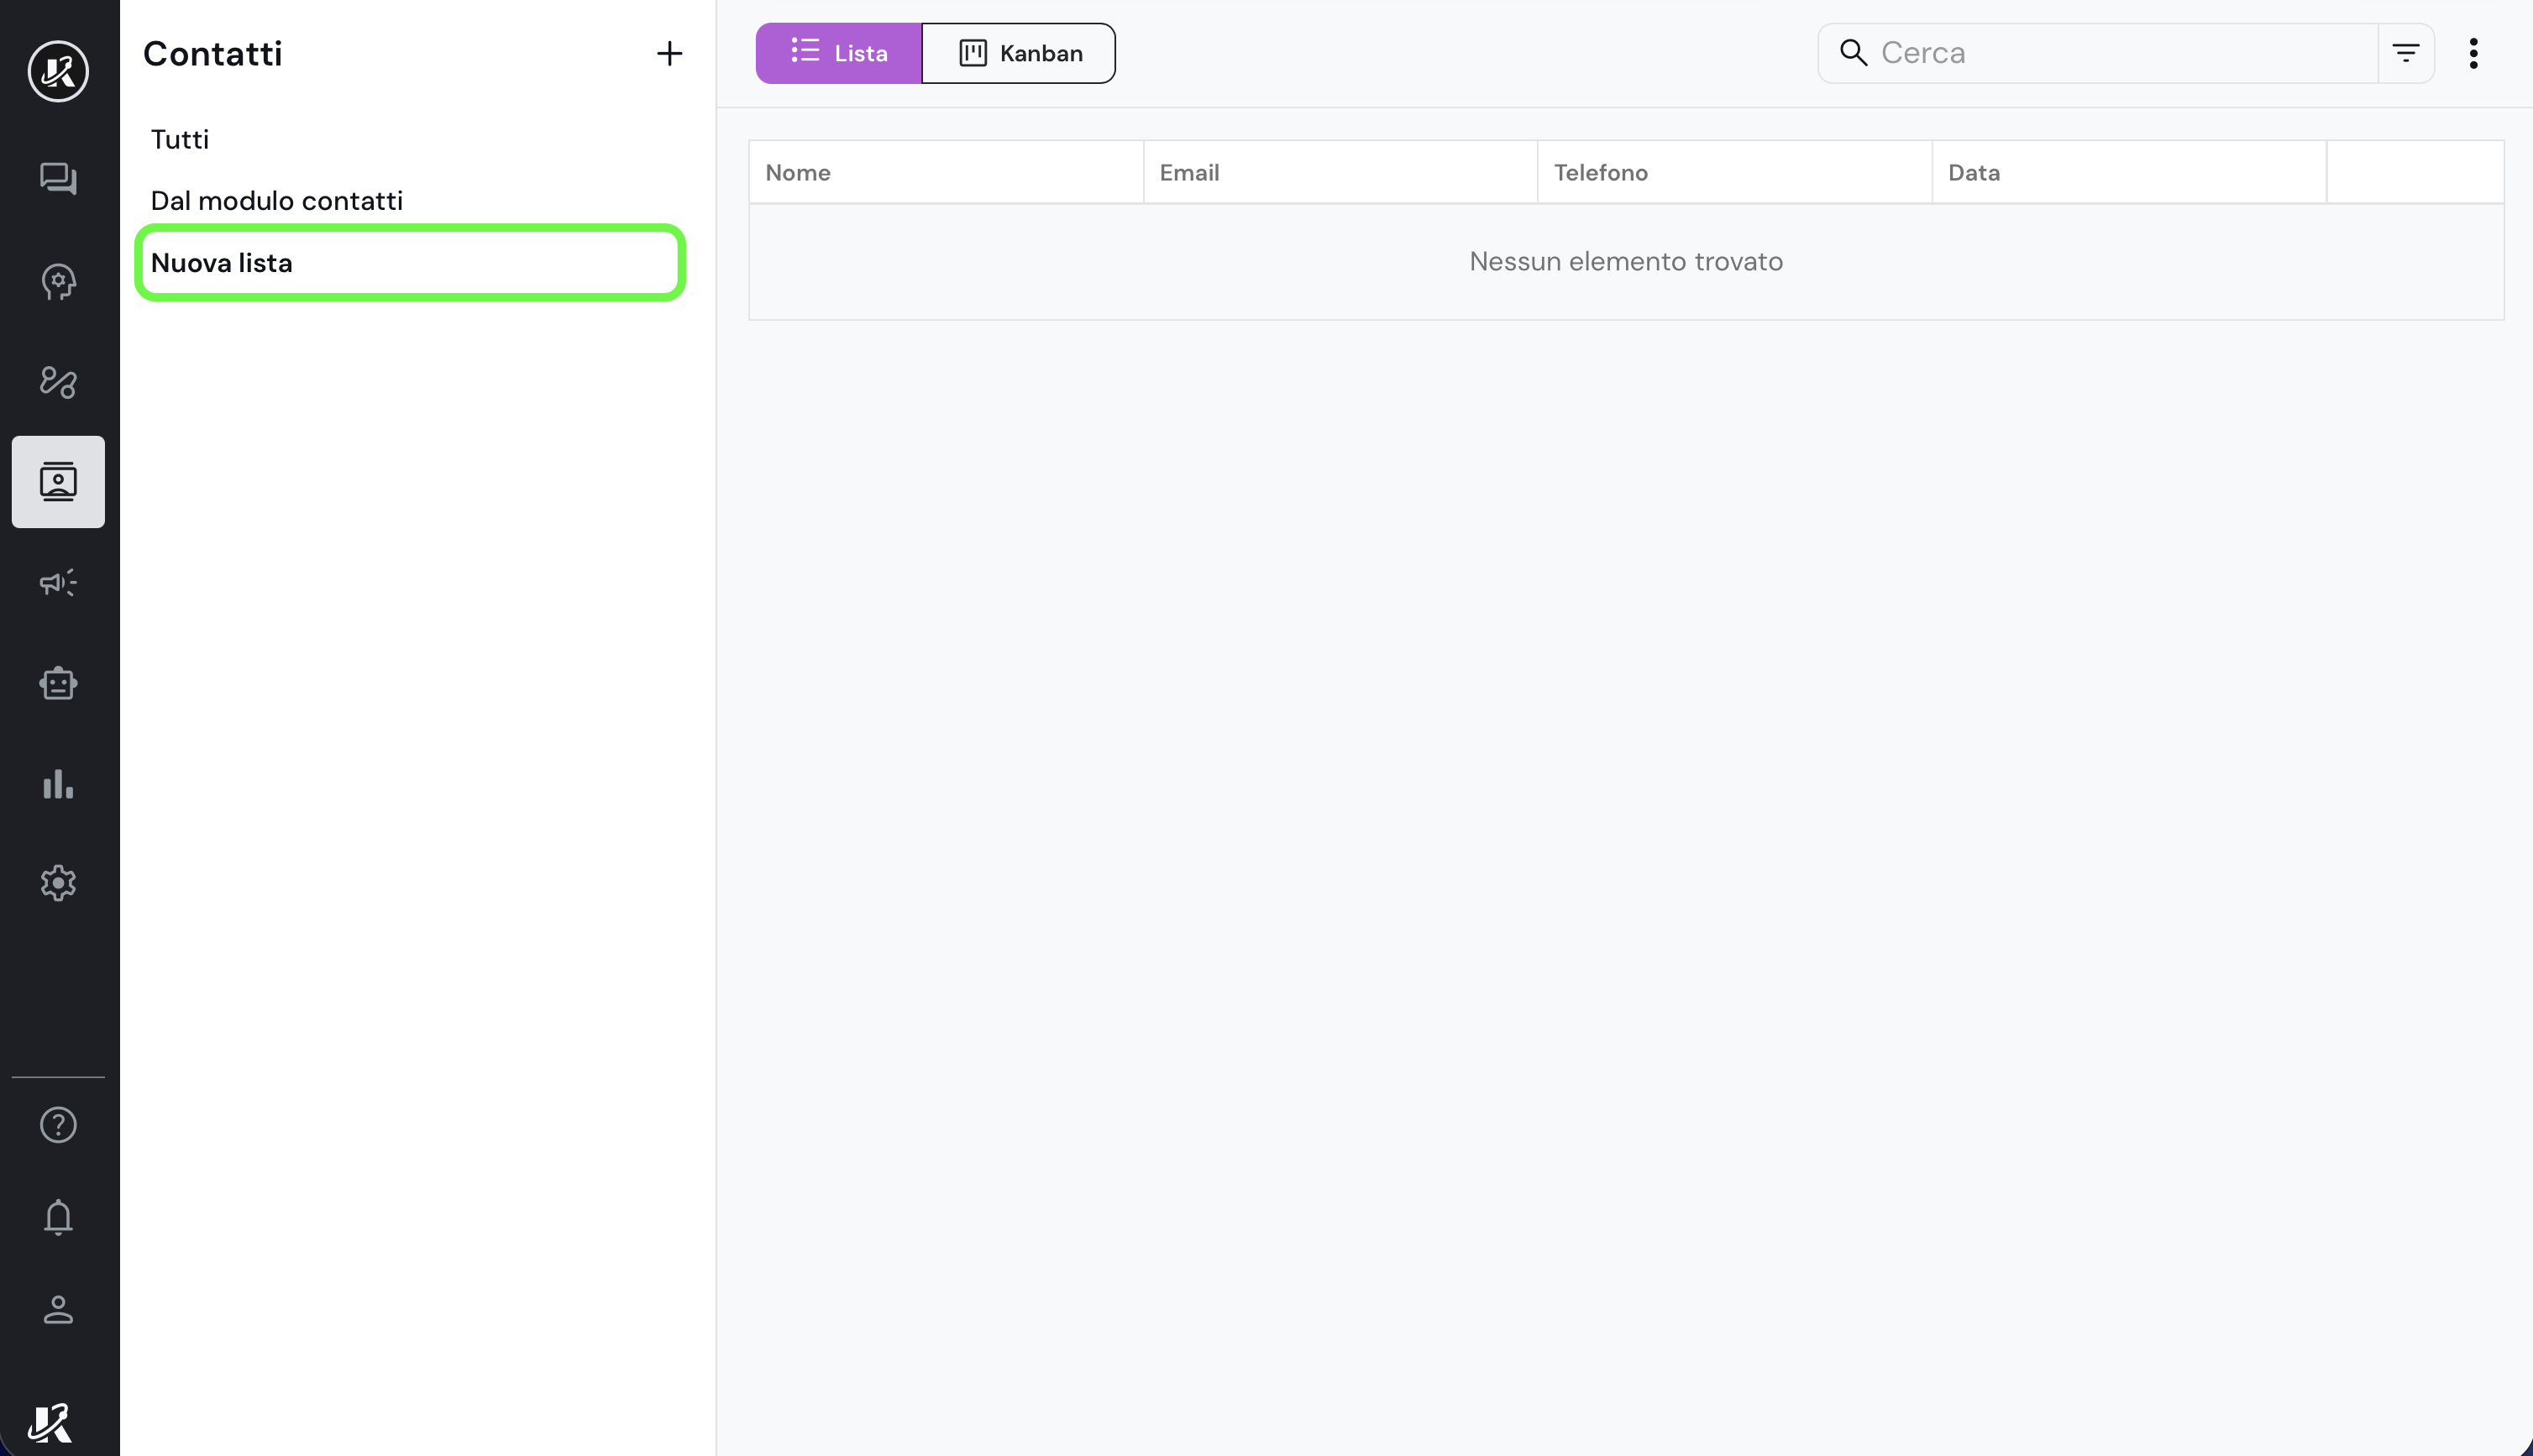 Contatti
Tutti
Dal modulo contatti
Nuova lista
Lista
Kanban
Cerca
Nome
Email
Telefono
Data
Nessun elemento trovato